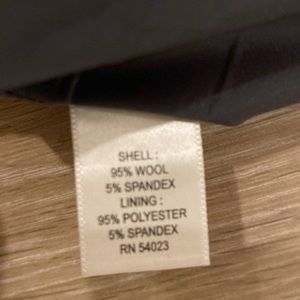 SHELL :
95% WOOL
5% SPANDEX
LINING :
95% POLYESTER
5% SPANDEX
RN 54023